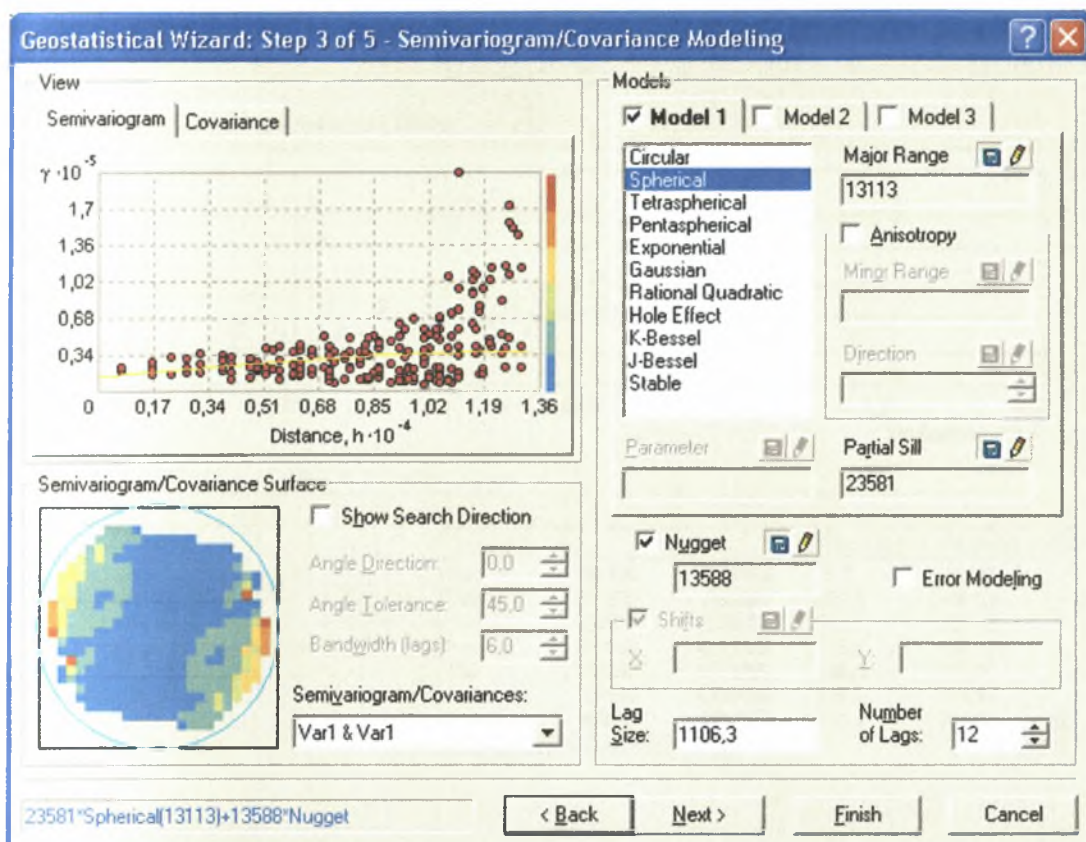 Geostatistical Wizard: Step 3 of 5 - Semivariogram/Covariance Modeling
View
Semivariogram
Covariance
γ·10⁻⁵
1,7
1,36
1,02
0,68
0,34
0 0,17 0,34 0,51 0,68 0,85 1,02 1,19 1,36
Distance, h·10⁻⁴
Semivariogram/Covariance Surface
Show Search Direction
Angle Direction: 0,0
Angle Tolerance: 45,0
Bandwidth (lags): 6,0
Semivariogram/Covariances:
Var1 & Var1
Models
Model 1 Model 2 Model 3
Circular
Spherical
Tetraspherical
Pentaspherical
Exponential
Gaussian
Rational Quadratic
Hole Effect
K-Bessel
J-Bessel
Stable
Major Range
13113
Anisotropy
Minor Range
Direction
Parameter
Partial Sill
23581
Nugget
13588
Error Modeling
Shifts
X:
Y:
Lag Size: 1106,3
Number of Lags: 12
23581*Spherical(13113)+13588*Nugget
< Back
Next >
Finish
Cancel